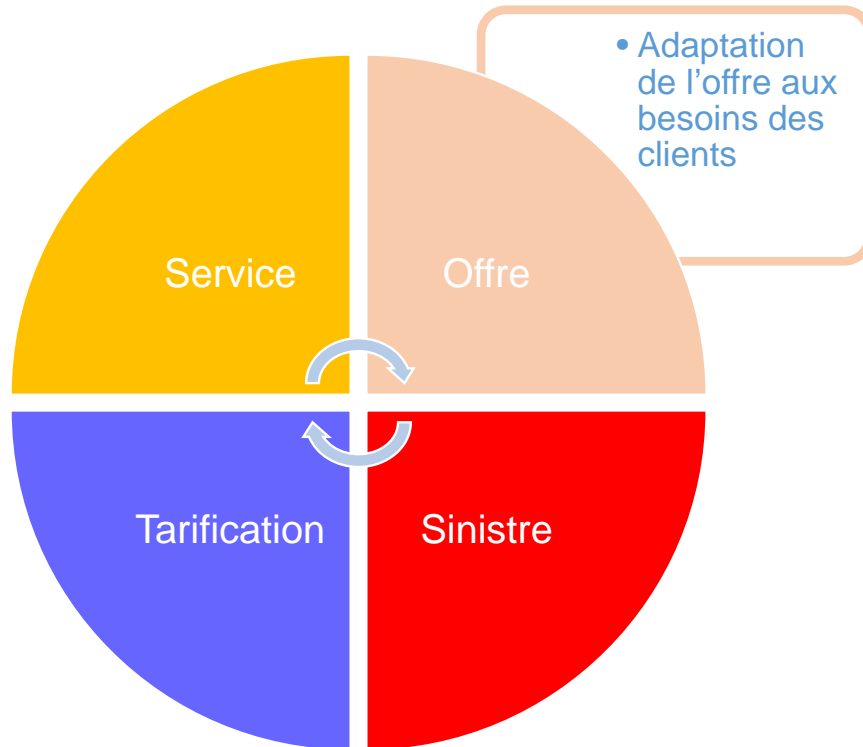 • Adaptation
de l’offre aux
besoins des
clients
Service
Offre
Tarification
Sinistre